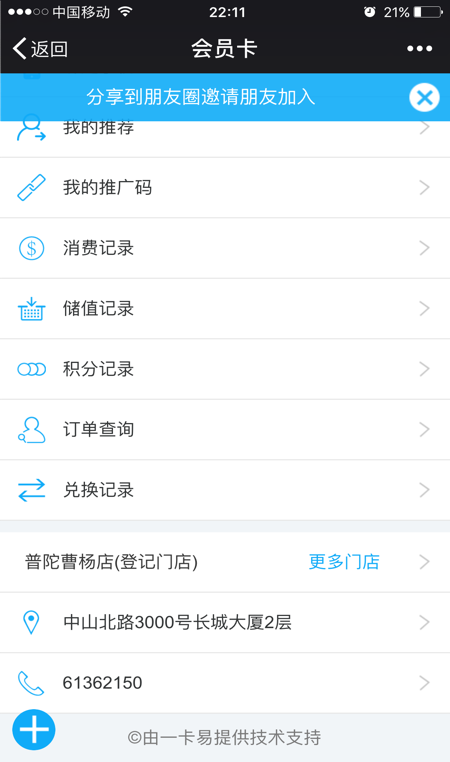 中国移动 22:11 21%
返回 会员卡
分享到朋友圈邀请朋友加入
我的推荐
我的推广码
消费记录
储值记录
积分记录
订单查询
兑换记录
普陀曹杨店(登记门店) 更多门店
中山北路3000号长城大厦2层
61362150
©由一卡易提供技术支持